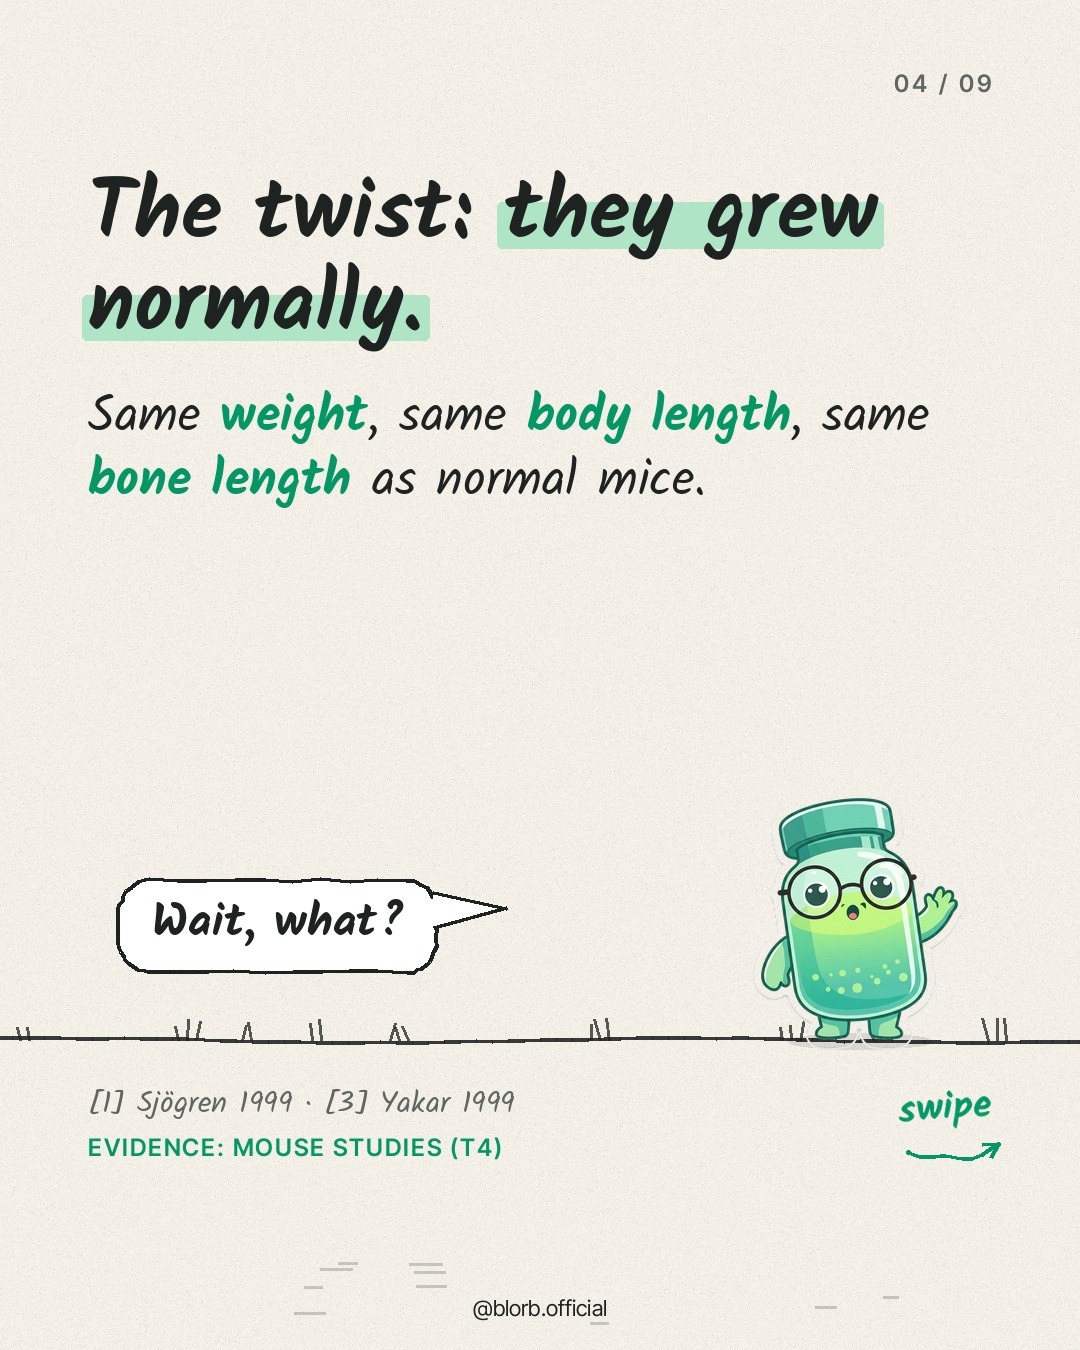 04 / 09
The twist: they grew
normally.
Same weight, same body length, same
bone length as normal mice.
Wait, what?
[1] Sjögren 1999 · [3] Yakar 1999
EVIDENCE: MOUSE STUDIES (T4)
swipe
@blorb.official